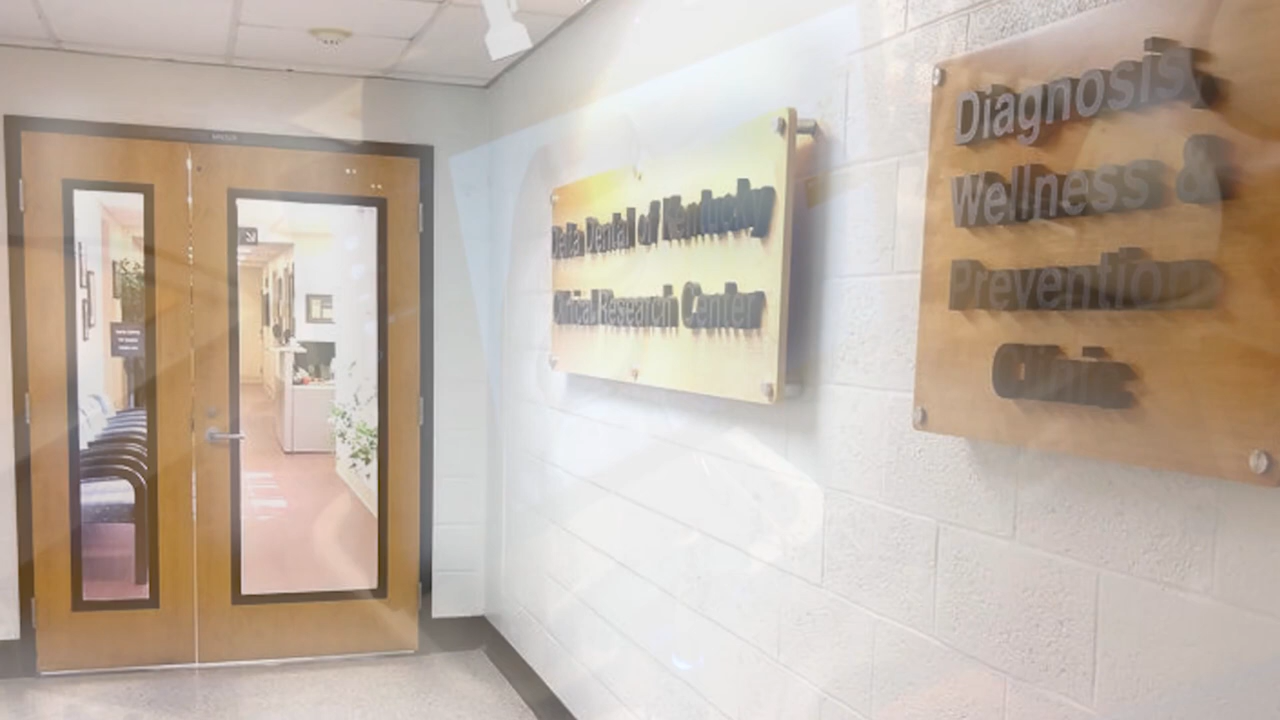 Delta Dental of Kentucky
Clinical Research Center
Diagnosis
Wellness &
Prevention
Clinic